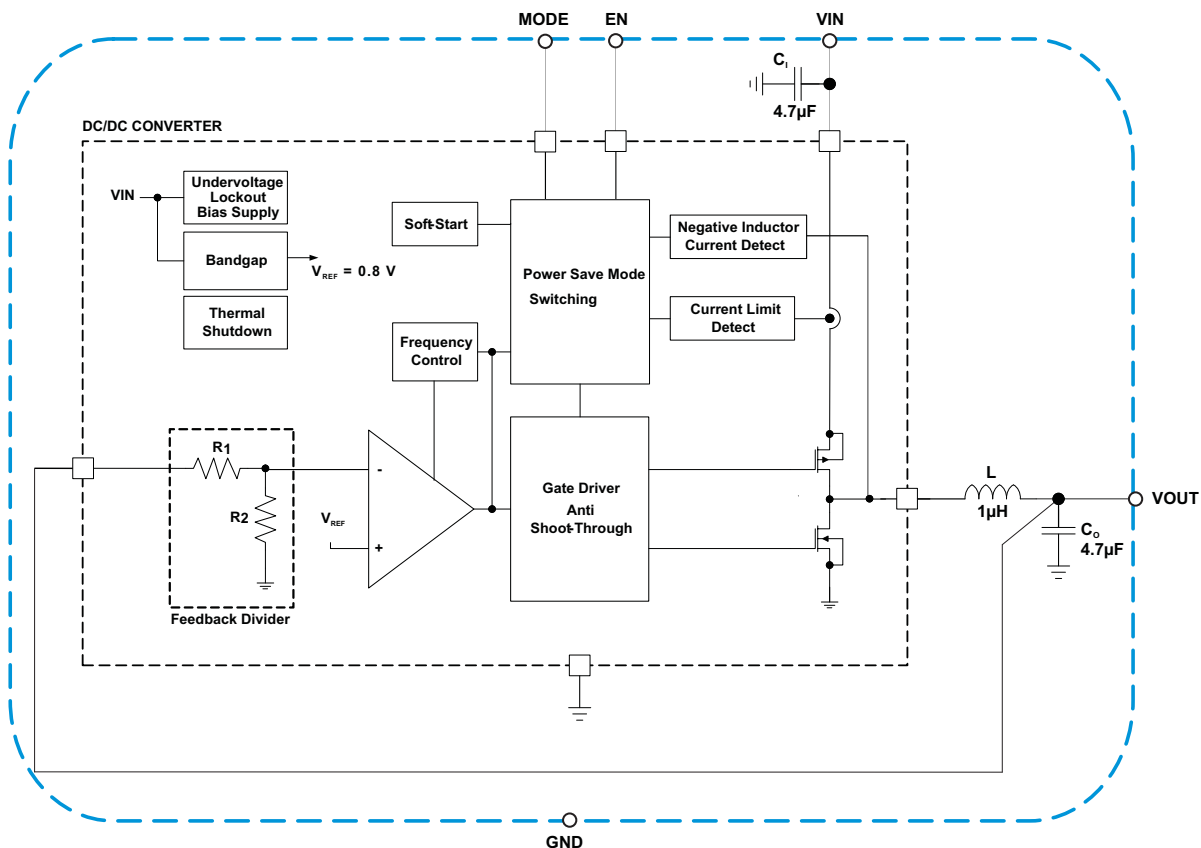 MODE
EN
VIN
C_I
4.7µF
DC/DC CONVERTER
VIN
Undervoltage
Lockout
Bias Supply
Bandgap
V_REF = 0.8 V
Thermal
Shutdown
Soft-Start
Power Save Mode
Switching
Negative Inductor
Current Detect
Current Limit
Detect
Frequency
Control
R1
R2
Feedback Divider
-
V_REF
+
Gate Driver
Anti
Shoot-Through
L
1µH
VOUT
C_O
4.7µF
GND